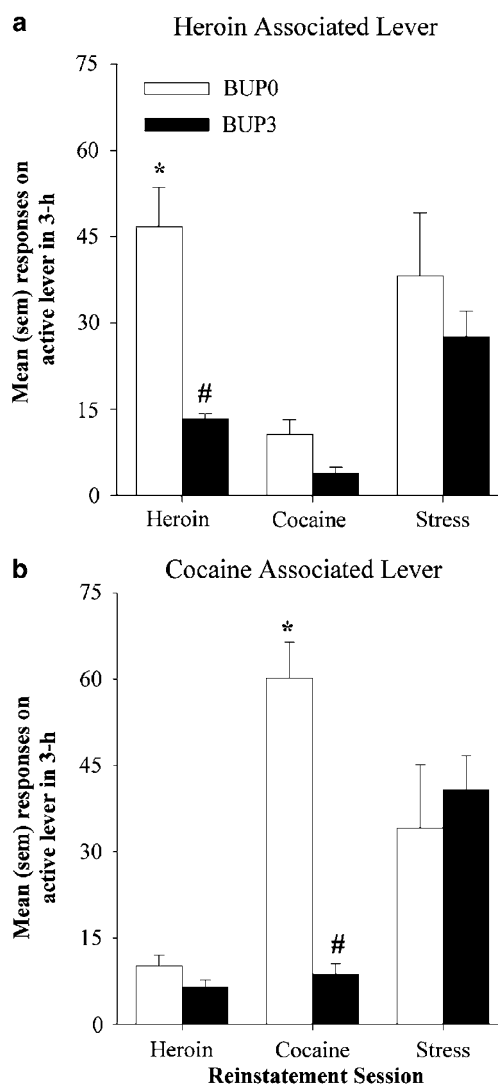 a
Heroin Associated Lever
Mean (sem) responses on
active lever in 3-h
75
60
45
30
15
0
BUP0
BUP3
*
#
Heroin Cocaine Stress
b
Cocaine Associated Lever
Mean (sem) responses on
active lever in 3-h
75
60
45
30
15
0
*
#
Heroin Cocaine Stress
Reinstatement Session